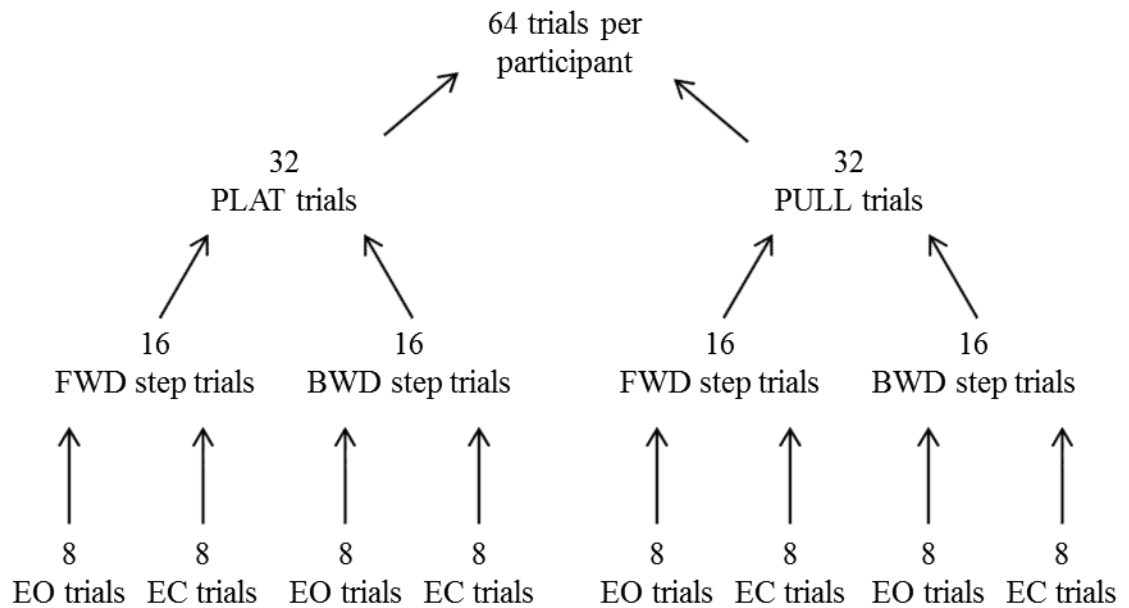 64 trials per
participant
32
PLAT trials
32
PULL trials
16
FWD step trials
16
BWD step trials
16
FWD step trials
16
BWD step trials
8
EO trials
8
EC trials
8
EO trials
8
EC trials
8
EO trials
8
EC trials
8
EO trials
8
EC trials